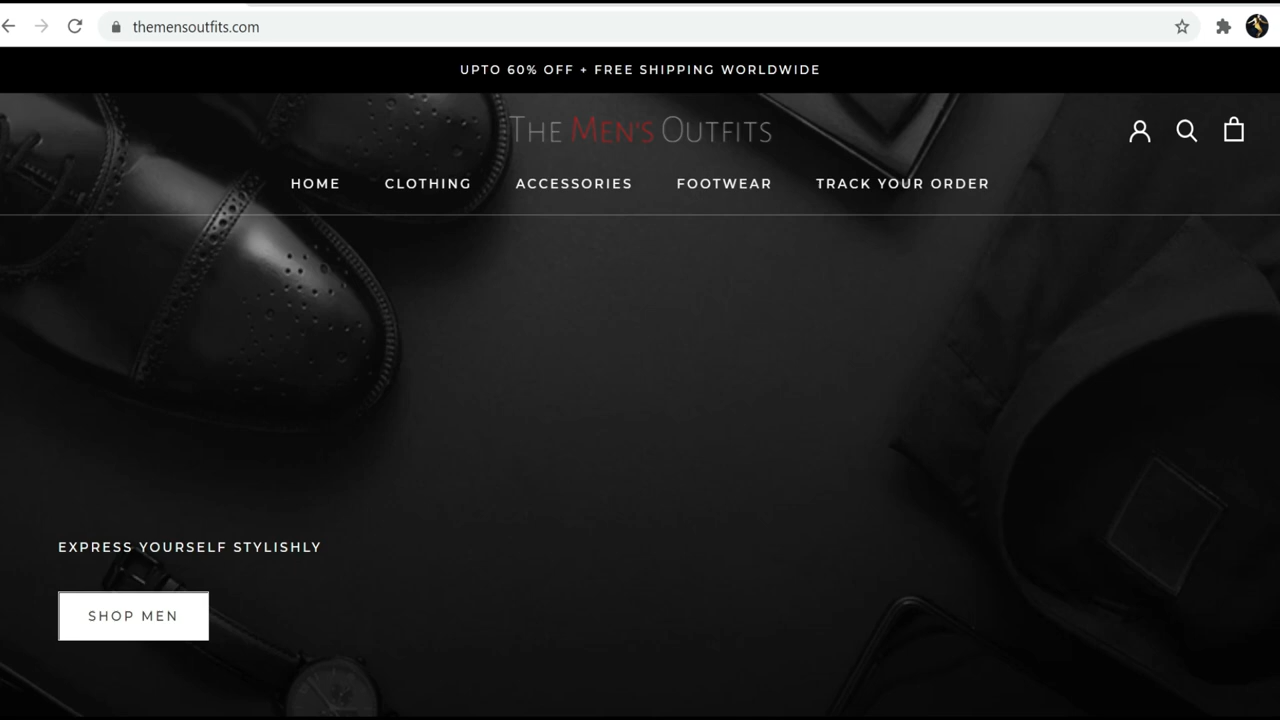 themensoutfits.com
UPTO 60% OFF + FREE SHIPPING WORLDWIDE
THE MEN'S OUTFITS
HOME CLOTHING ACCESSORIES FOOTWEAR TRACK YOUR ORDER
EXPRESS YOURSELF STYLISHLY
SHOP MEN